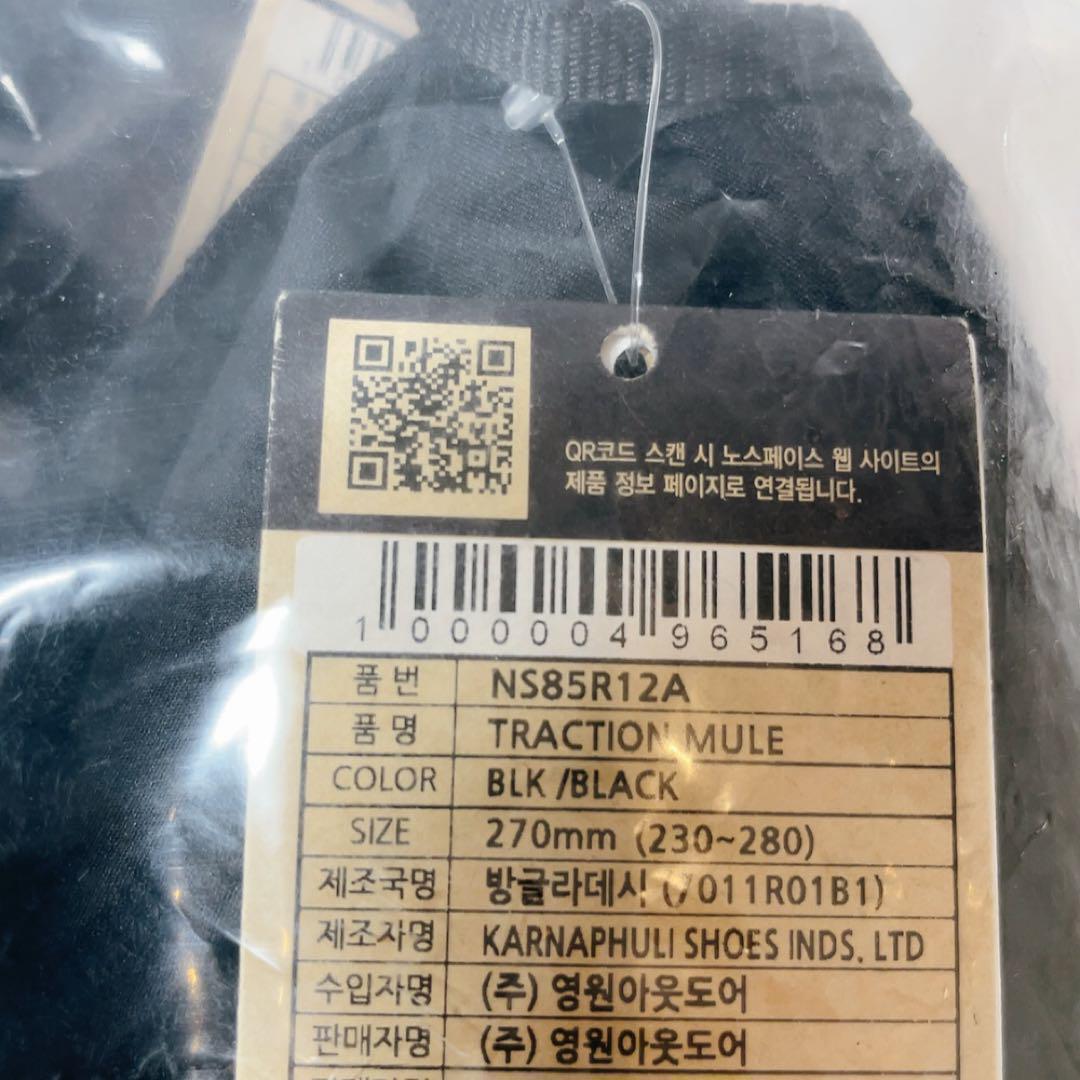 QR코드 스캔 시 노스페이스 웹 사이트의
제품 정보 페이지로 연결됩니다.
1 000004 965168
품 번 NS85R12A
품 명 TRACTION MULE
COLOR BLK /BLACK
SIZE 270mm (230~280)
제조국명 방글라데시 (7011R01B1)
제조자명 KARNAPHULI SHOES INDS. LTD
수입자명 (주) 영원아웃도어
판매자명 (주) 영원아웃도어